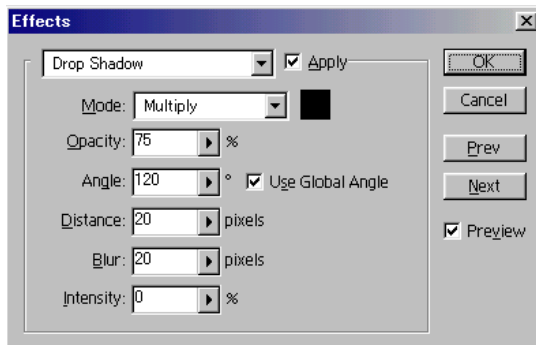 Effects
Drop Shadow Apply
Mode: Multiply
Opacity: 75 %
Angle: 120 ° Use Global Angle
Distance: 20 pixels
Blur: 20 pixels
Intensity: 0 %
OK
Cancel
Prev
Next
Preview